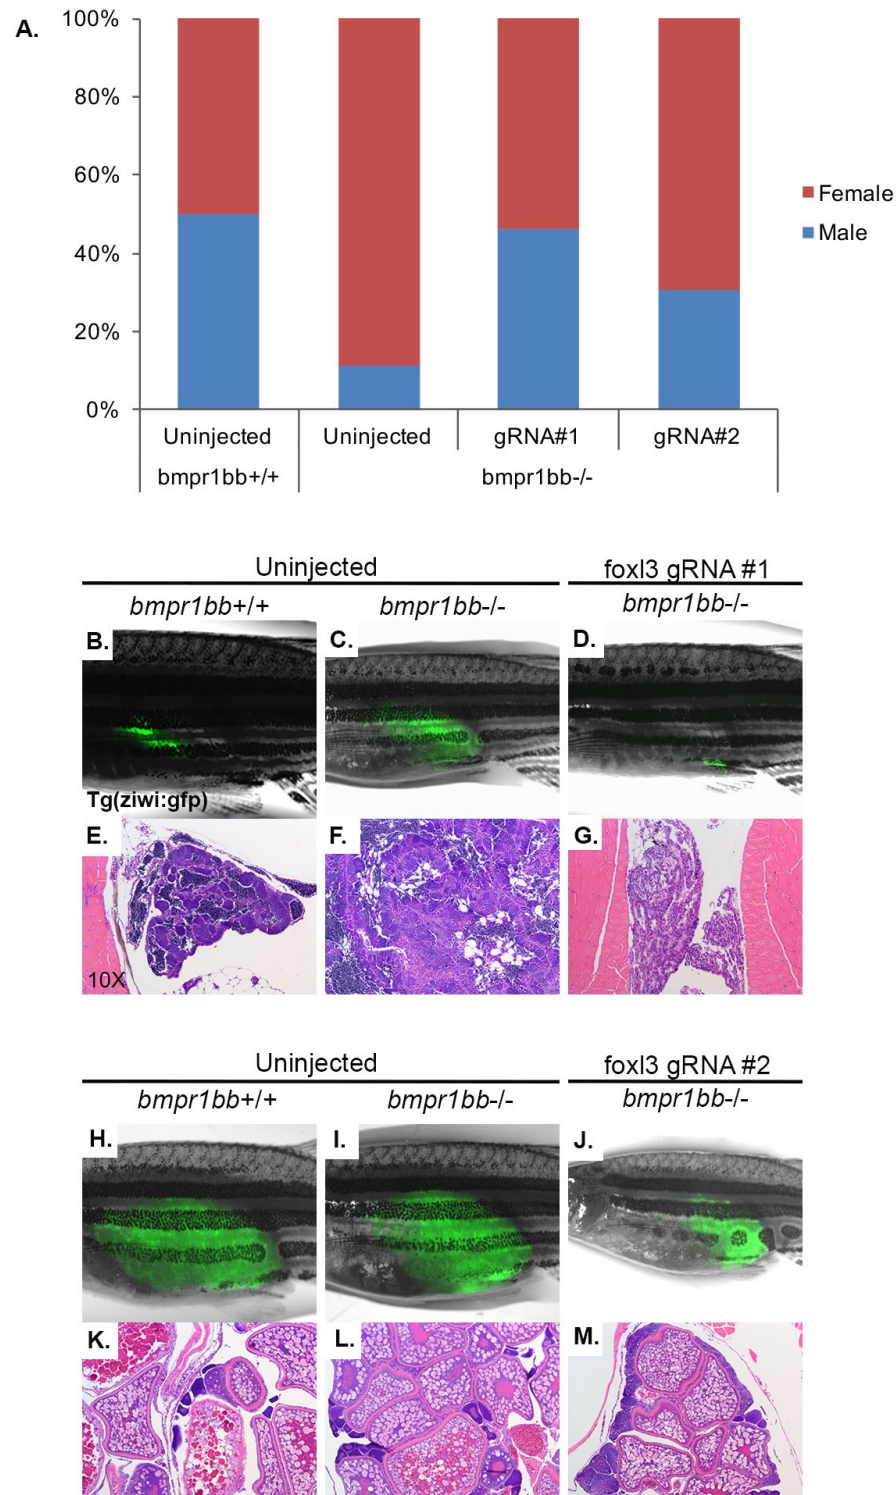 A.
100%
80%
60%
40%
20%
0%
Female
Male
Uninjected Uninjected gRNA#1 gRNA#2
bmpr1bb+/+ bmpr1bb-/-
Uninjected foxl3 gRNA #1
bmpr1bb+/+ bmpr1bb-/- bmpr1bb-/-
B. C. D.
Tg(ziwi:gfp)
E. F. G.
10X
Uninjected foxl3 gRNA #2
bmpr1bb+/+ bmpr1bb-/- bmpr1bb-/-
H. I. J.
K. L. M.